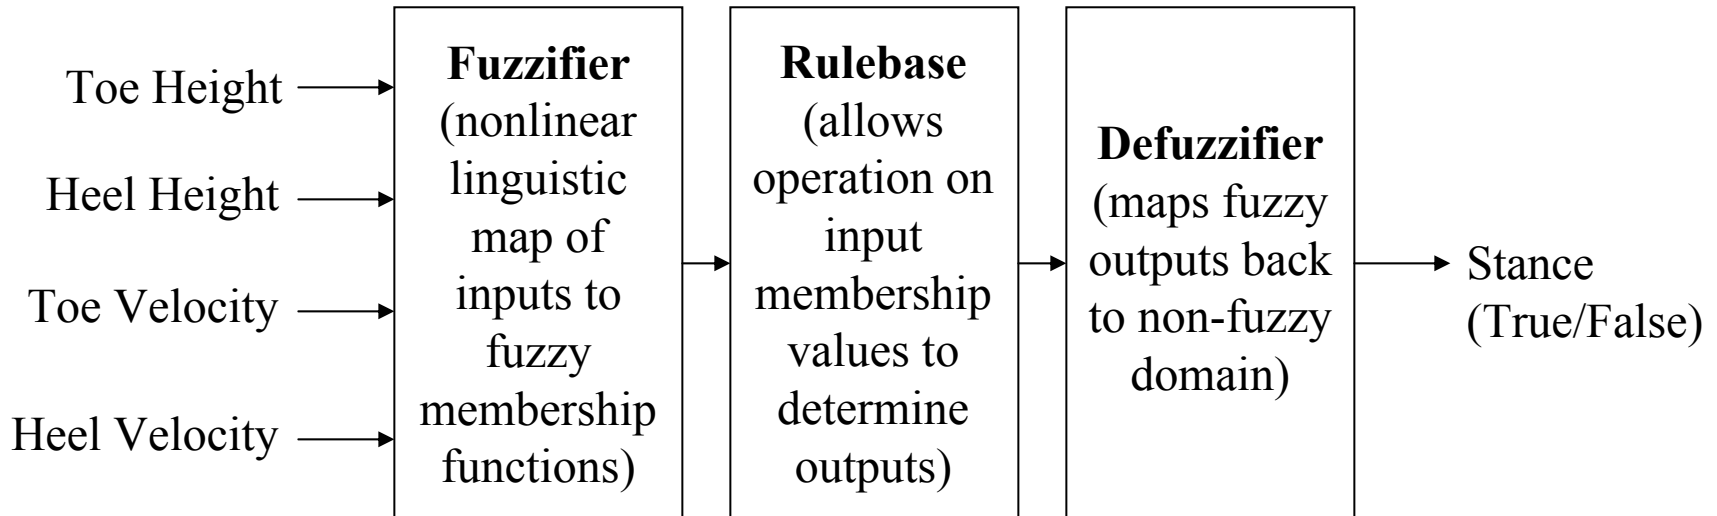 Toe Height
Heel Height
Toe Velocity
Heel Velocity
Fuzzifier
(nonlinear
linguistic
map of
inputs to
fuzzy
membership
functions)
Rulebase
(allows
operation on
input
membership
values to
determine
outputs)
Defuzzifier
(maps fuzzy
outputs back
to non-fuzzy
domain)
Stance
(True/False)